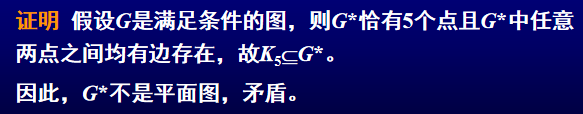 证明 假设G是满足条件的图，则G*恰有5个点且G*中任意
两点之间均有边存在，故K₅⊆G*。
因此，G*不是平面图，矛盾。